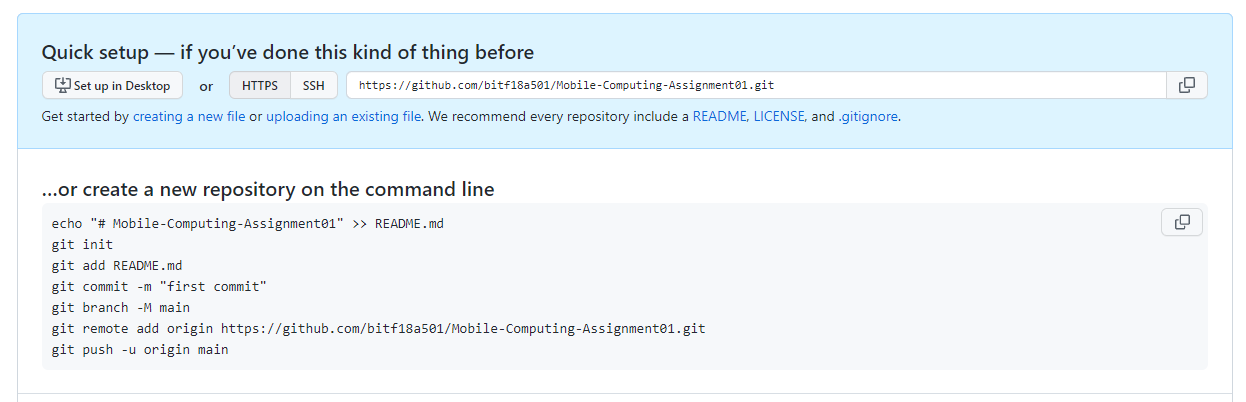 Quick setup — if you’ve done this kind of thing before
Set up in Desktop or HTTPS SSH https://github.com/bitf18a501/Mobile-Computing-Assignment01.git
Get started by creating a new file or uploading an existing file. We recommend every repository include a README, LICENSE, and .gitignore.
…or create a new repository on the command line
echo "# Mobile-Computing-Assignment01" >> README.md
git init
git add README.md
git commit -m "first commit"
git branch -M main
git remote add origin https://github.com/bitf18a501/Mobile-Computing-Assignment01.git
git push -u origin main